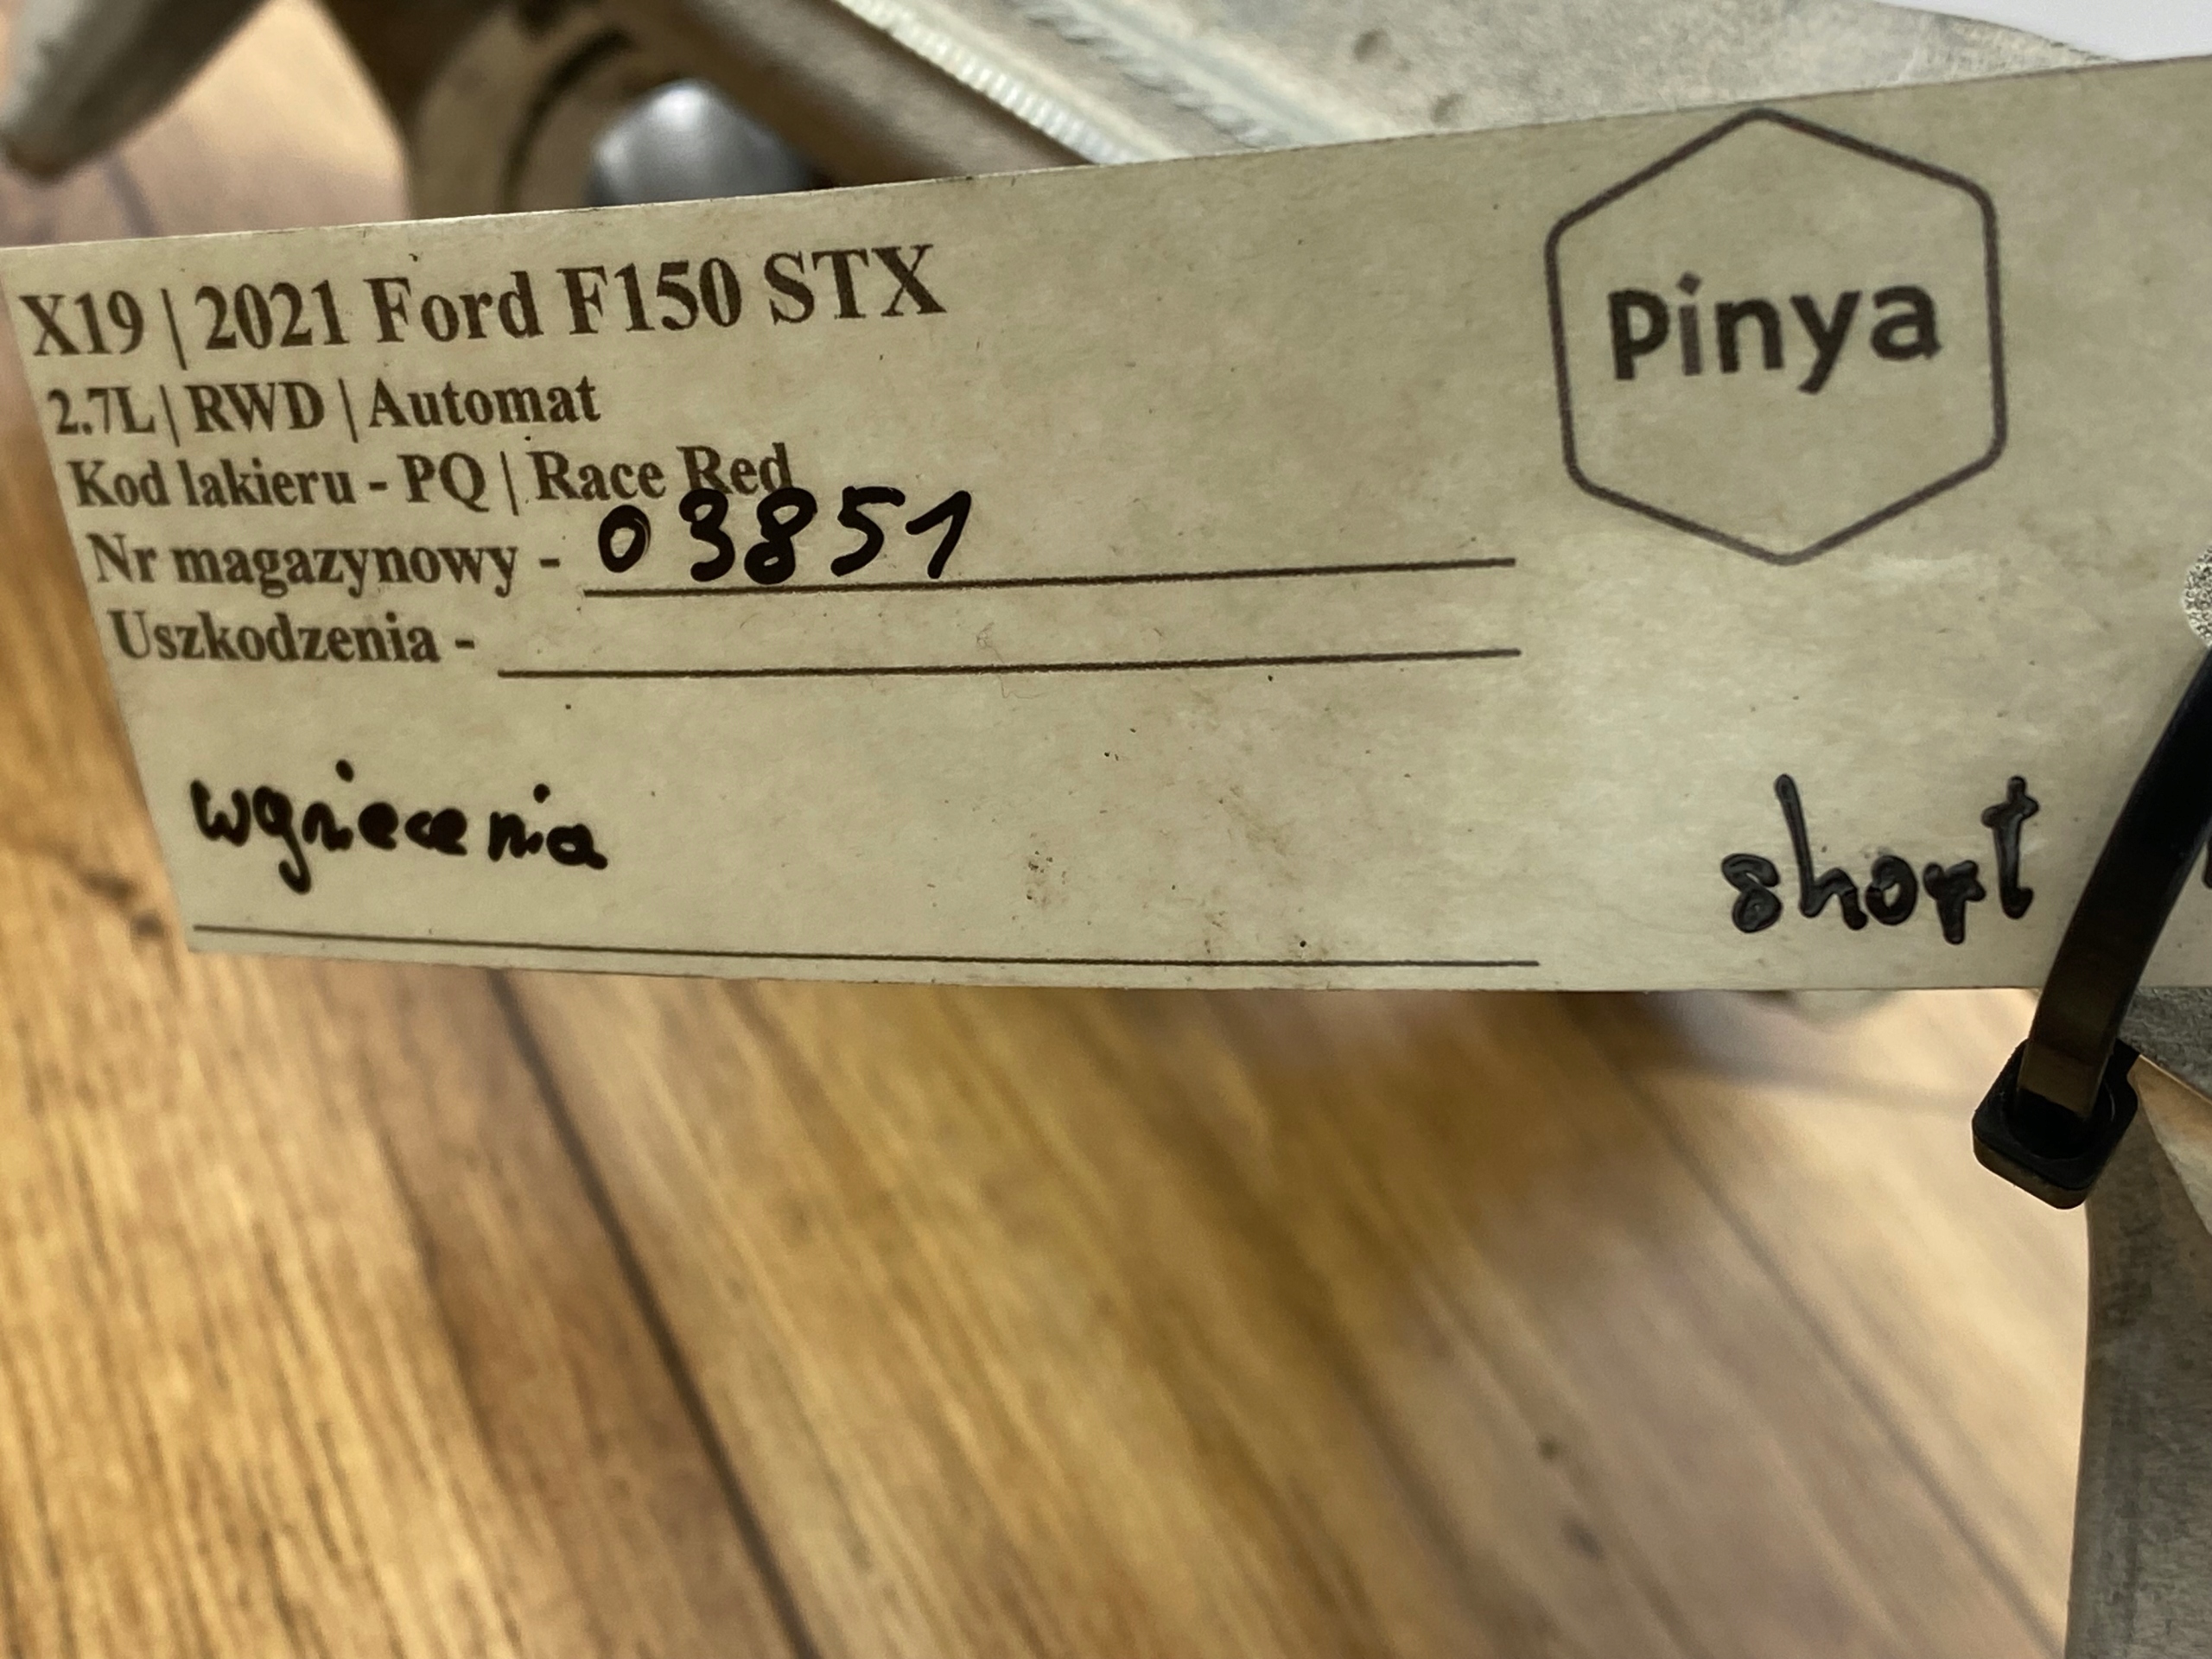 X19 | 2021 Ford F150 STX
2.7L | RWD | Automat
Kod lakieru - PQ | Race Red
Nr magazynowy - 03851
Uszkodzenia -
wgniecenia
Pinya
short